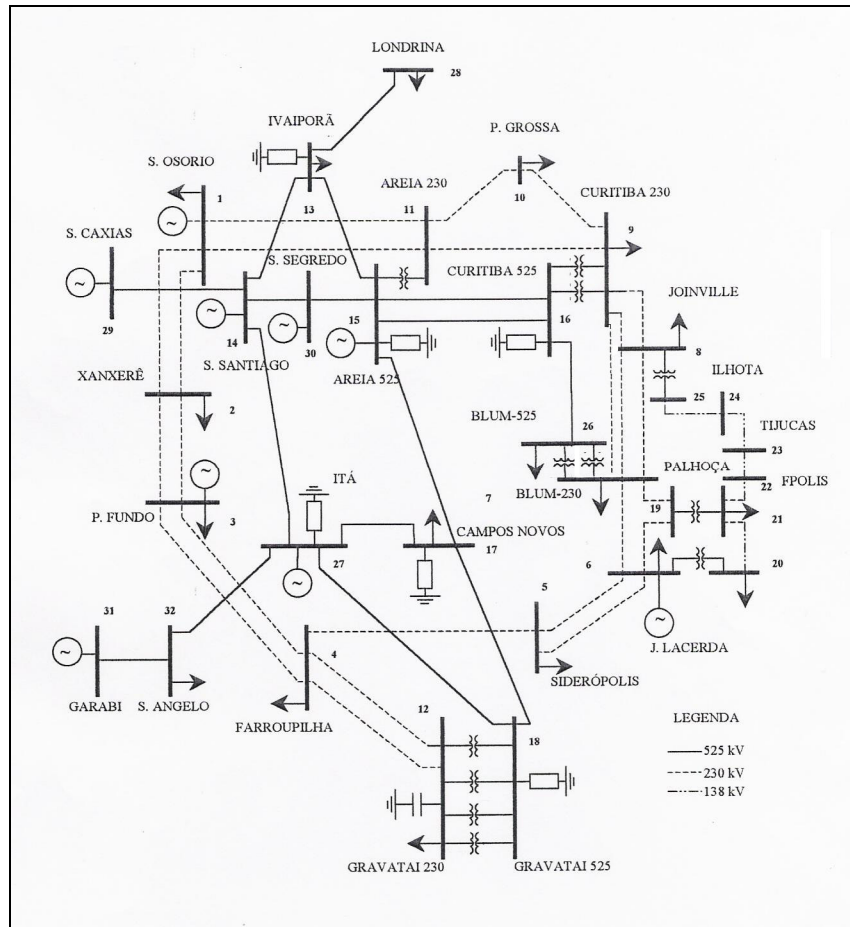 LONDRINA
28
IVAIPORÃ
P. GROSSA
S. OSORIO
AREIA 230
CURITIBA 230
1
13
11
10
9
S. CAXIAS
~
S. SEGREDO
CURITIBA 525
JOINVILLE
~
29
~
14
~
30
15
~
16
8
ILHOTA
S. SANTIAGO
AREIA 525
25
24
XANXERÊ
2
BLUM-525
26
TIJUCAS
23
PALHOÇA
22
FPOLIS
~
ITÁ
7
BLUM-230
19
21
P. FUNDO
3
CAMPOS NOVOS
17
~
27
6
20
5
31
32
~
~
J. LACERDA
GARABI
S. ANGELO
4
SIDERÓPOLIS
FARROUPILHA
12
18
LEGENDA
525 kV
230 kV
138 kV
GRAVATAI 230
GRAVATAI 525